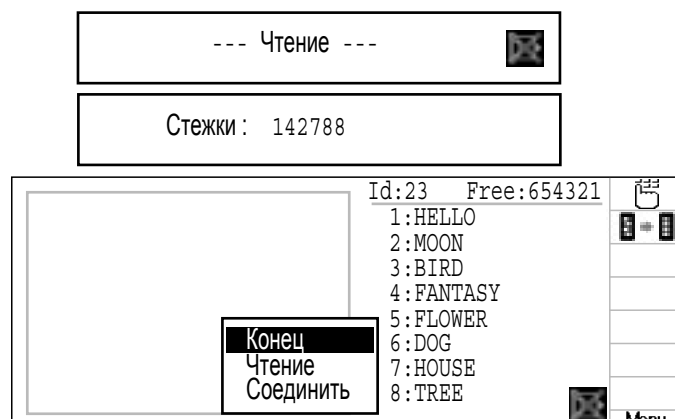 --- Чтение ---
Стежки: 142788
Id:23 Free:654321
1:HELLO
2:MOON
3:BIRD
4:FANTASY
5:FLOWER
6:DOG
7:HOUSE
8:TREE
Конец
Чтение
Соединить
Menu